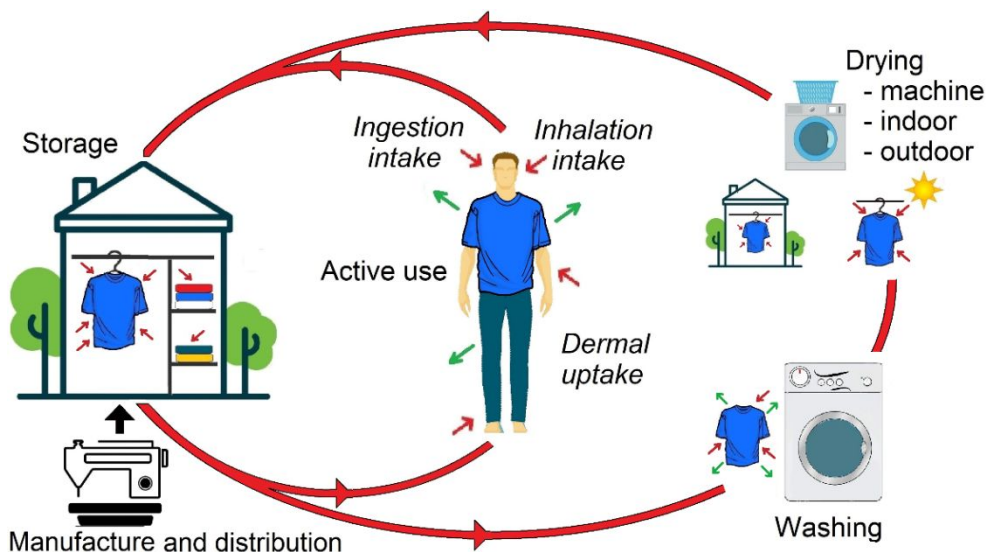 Drying
- machine
- indoor
- outdoor
Storage
Ingestion
intake
Inhalation
intake
Active use
Dermal
uptake
Washing
Manufacture and distribution